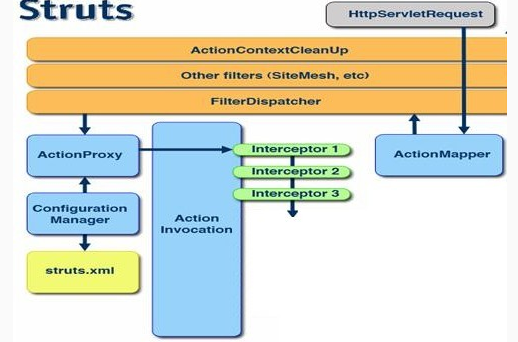 Struts
HttpServletRequest
ActionContextCleanUp
Other filters (SiteMesh, etc)
FilterDispatcher
ActionProxy
Interceptor 1
ActionMapper
Interceptor 2
Interceptor 3
Configuration
Manager
Action
Invocation
struts.xml